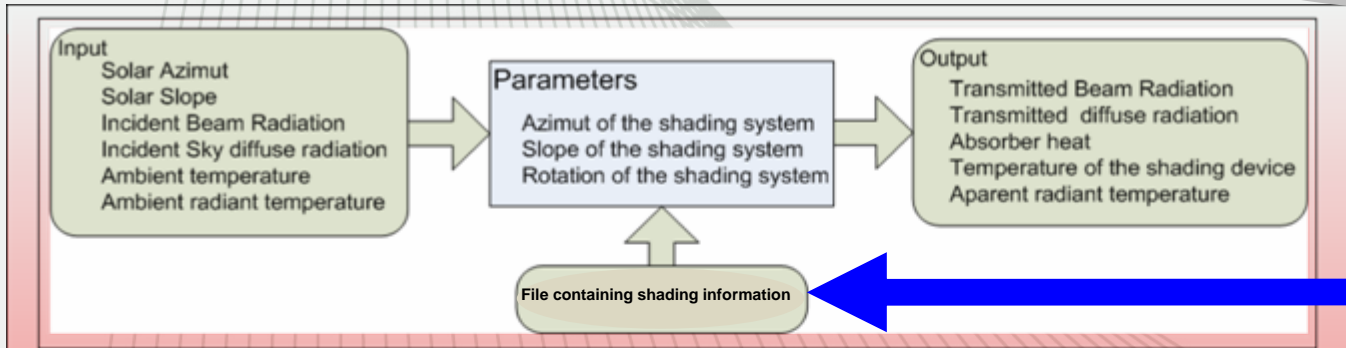 Input
Solar Azimut
Solar Slope
Incident Beam Radiation
Incident Sky diffuse radiation
Ambient temperature
Ambient radiant temperature
Parameters
Azimut of the shading system
Slope of the shading system
Rotation of the shading system
Output
Transmitted Beam Radiation
Transmitted diffuse radiation
Absorber heat
Temperature of the shading device
Aparent radiant temperature
File containing shading information